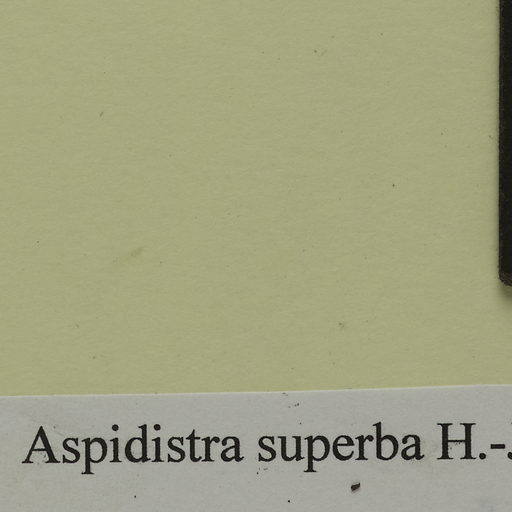 Aspidistra superba H.-